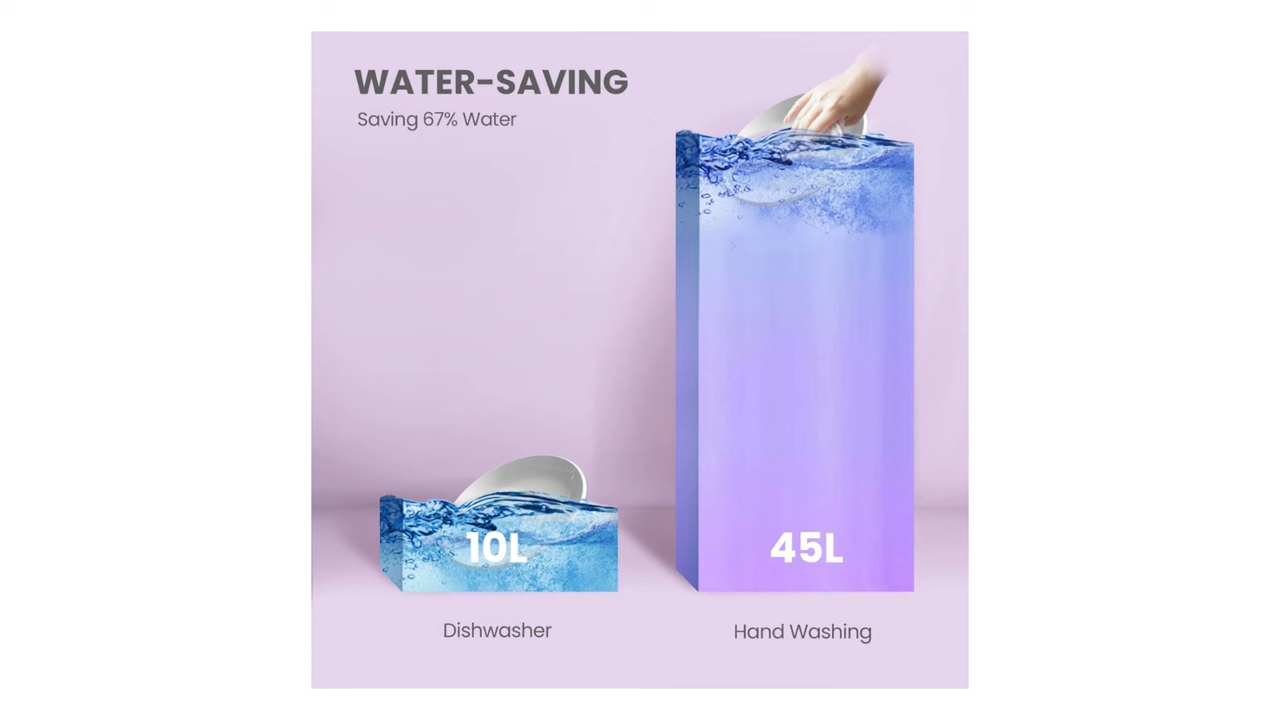 WATER-SAVING
Saving 67% Water
10L
45L
Dishwasher
Hand Washing